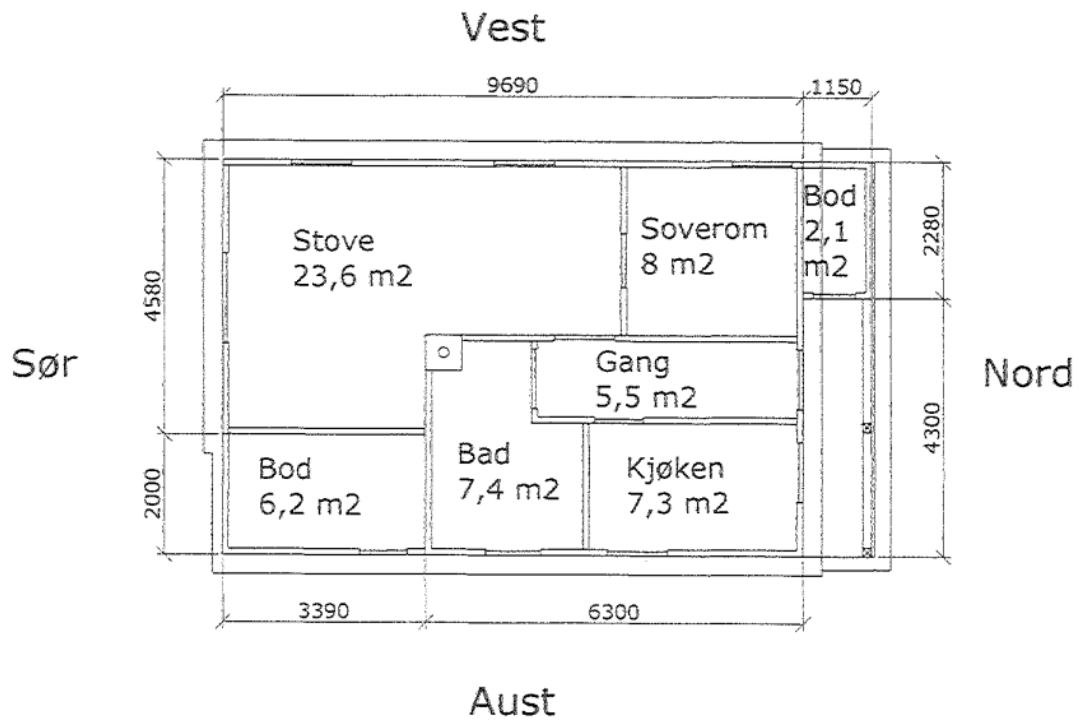 Vest
9690
1150
Bod
2,1
m2
2280
Soverom
8 m2
Stove
23,6 m2
4580
Sør
Nord
Gang
5,5 m2
4300
Bad
7,4 m2
Kjøken
7,3 m2
Bod
6,2 m2
2000
3390
6300
Aust